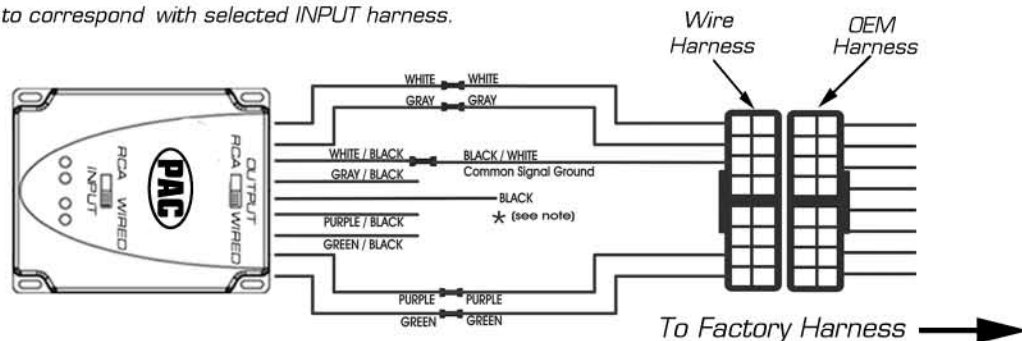 to correspond with selected INPUT harness.
Wire
Harness
OEM
Harness
WHITE WHITE
GRAY GRAY
WHITE / BLACK BLACK / WHITE
Common Signal Ground
GRAY / BLACK
BLACK
* (see note)
PURPLE / BLACK
GREEN / BLACK
PURPLE PURPLE
GREEN GREEN
OUTPUT
RCA WIRED
PAC
RCA WIRED
INPUT
To Factory Harness